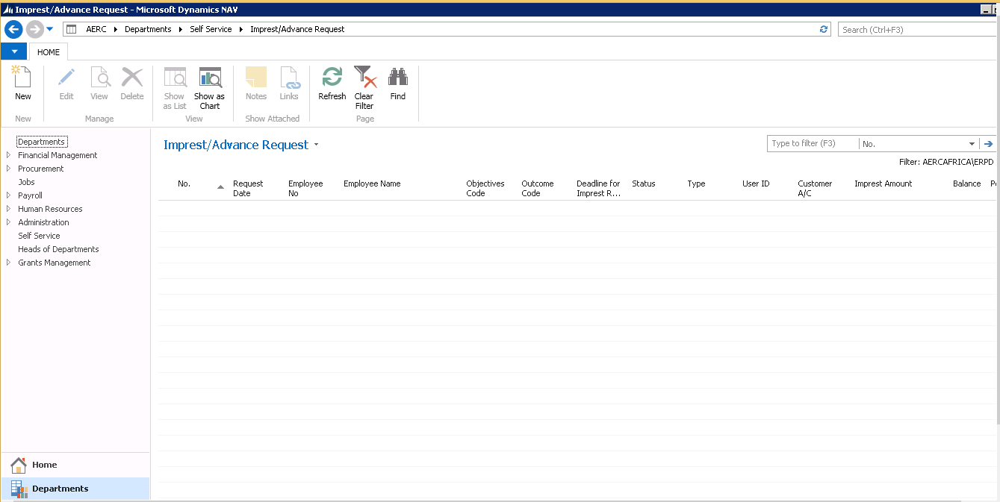 Imprest/Advance Request - Microsoft Dynamics NAV
AERC Departments Self Service Imprest/Advance Request
Search (Ctrl+F3)
HOME
New
Edit
View
Delete
Show as List
Show as Chart
Notes
Links
Refresh
Clear Filter
Find
New
Manage
View
Show Attached
Page
Departments
Financial Management
Procurement
Jobs
Payroll
Human Resources
Administration
Self Service
Heads of Departments
Grants Management
Home
Departments
Imprest/Advance Request
Type to filter (F3)
No.
Filter: AERCAFRICA\ERPD
No.
Request Date
Employee No
Employee Name
Objectives Code
Outcome Code
Deadline for Imprest R...
Status
Type
User ID
Customer A/C
Imprest Amount
Balance